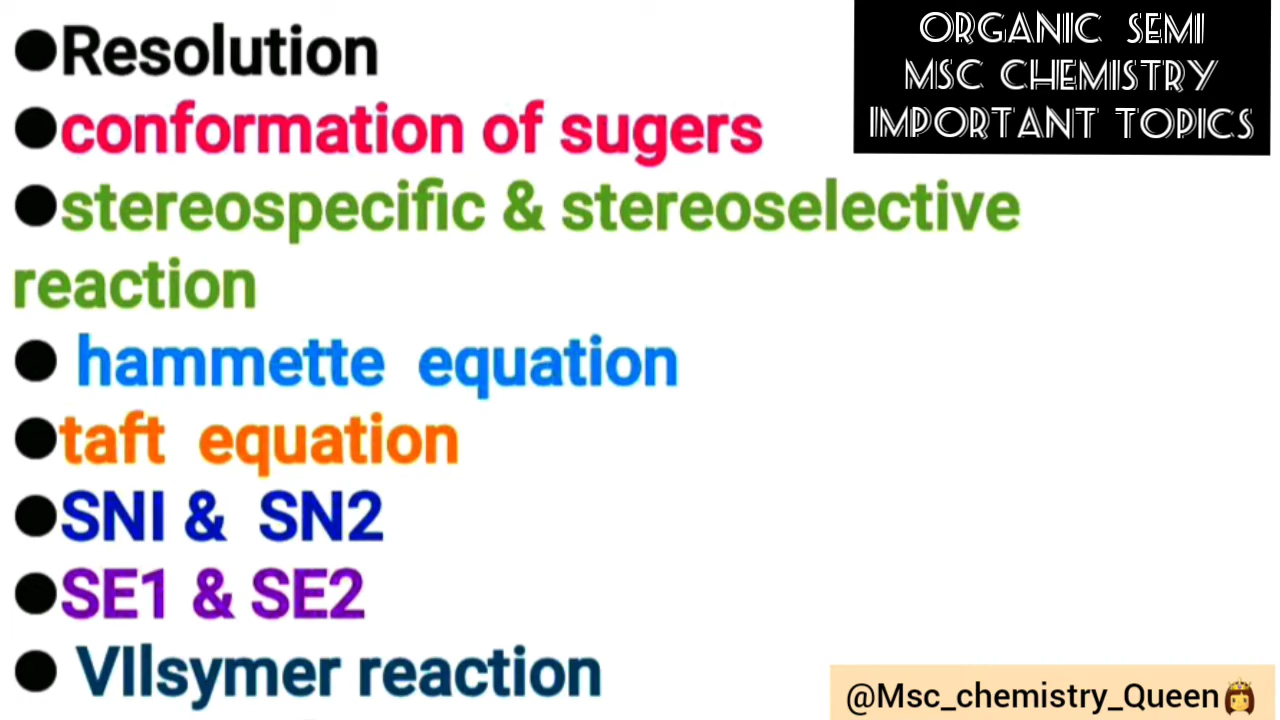 ●Resolution
●conformation of sugers
●stereospecific & stereoselective
reaction
● hammette equation
●taft equation
●SNI & SN2
●SE1 & SE2
● VIlsymer reaction
ORGANIC SEMI
MSC CHEMISTRY
IMPORTANT TOPICS
@Msc_chemistry_Queen👸